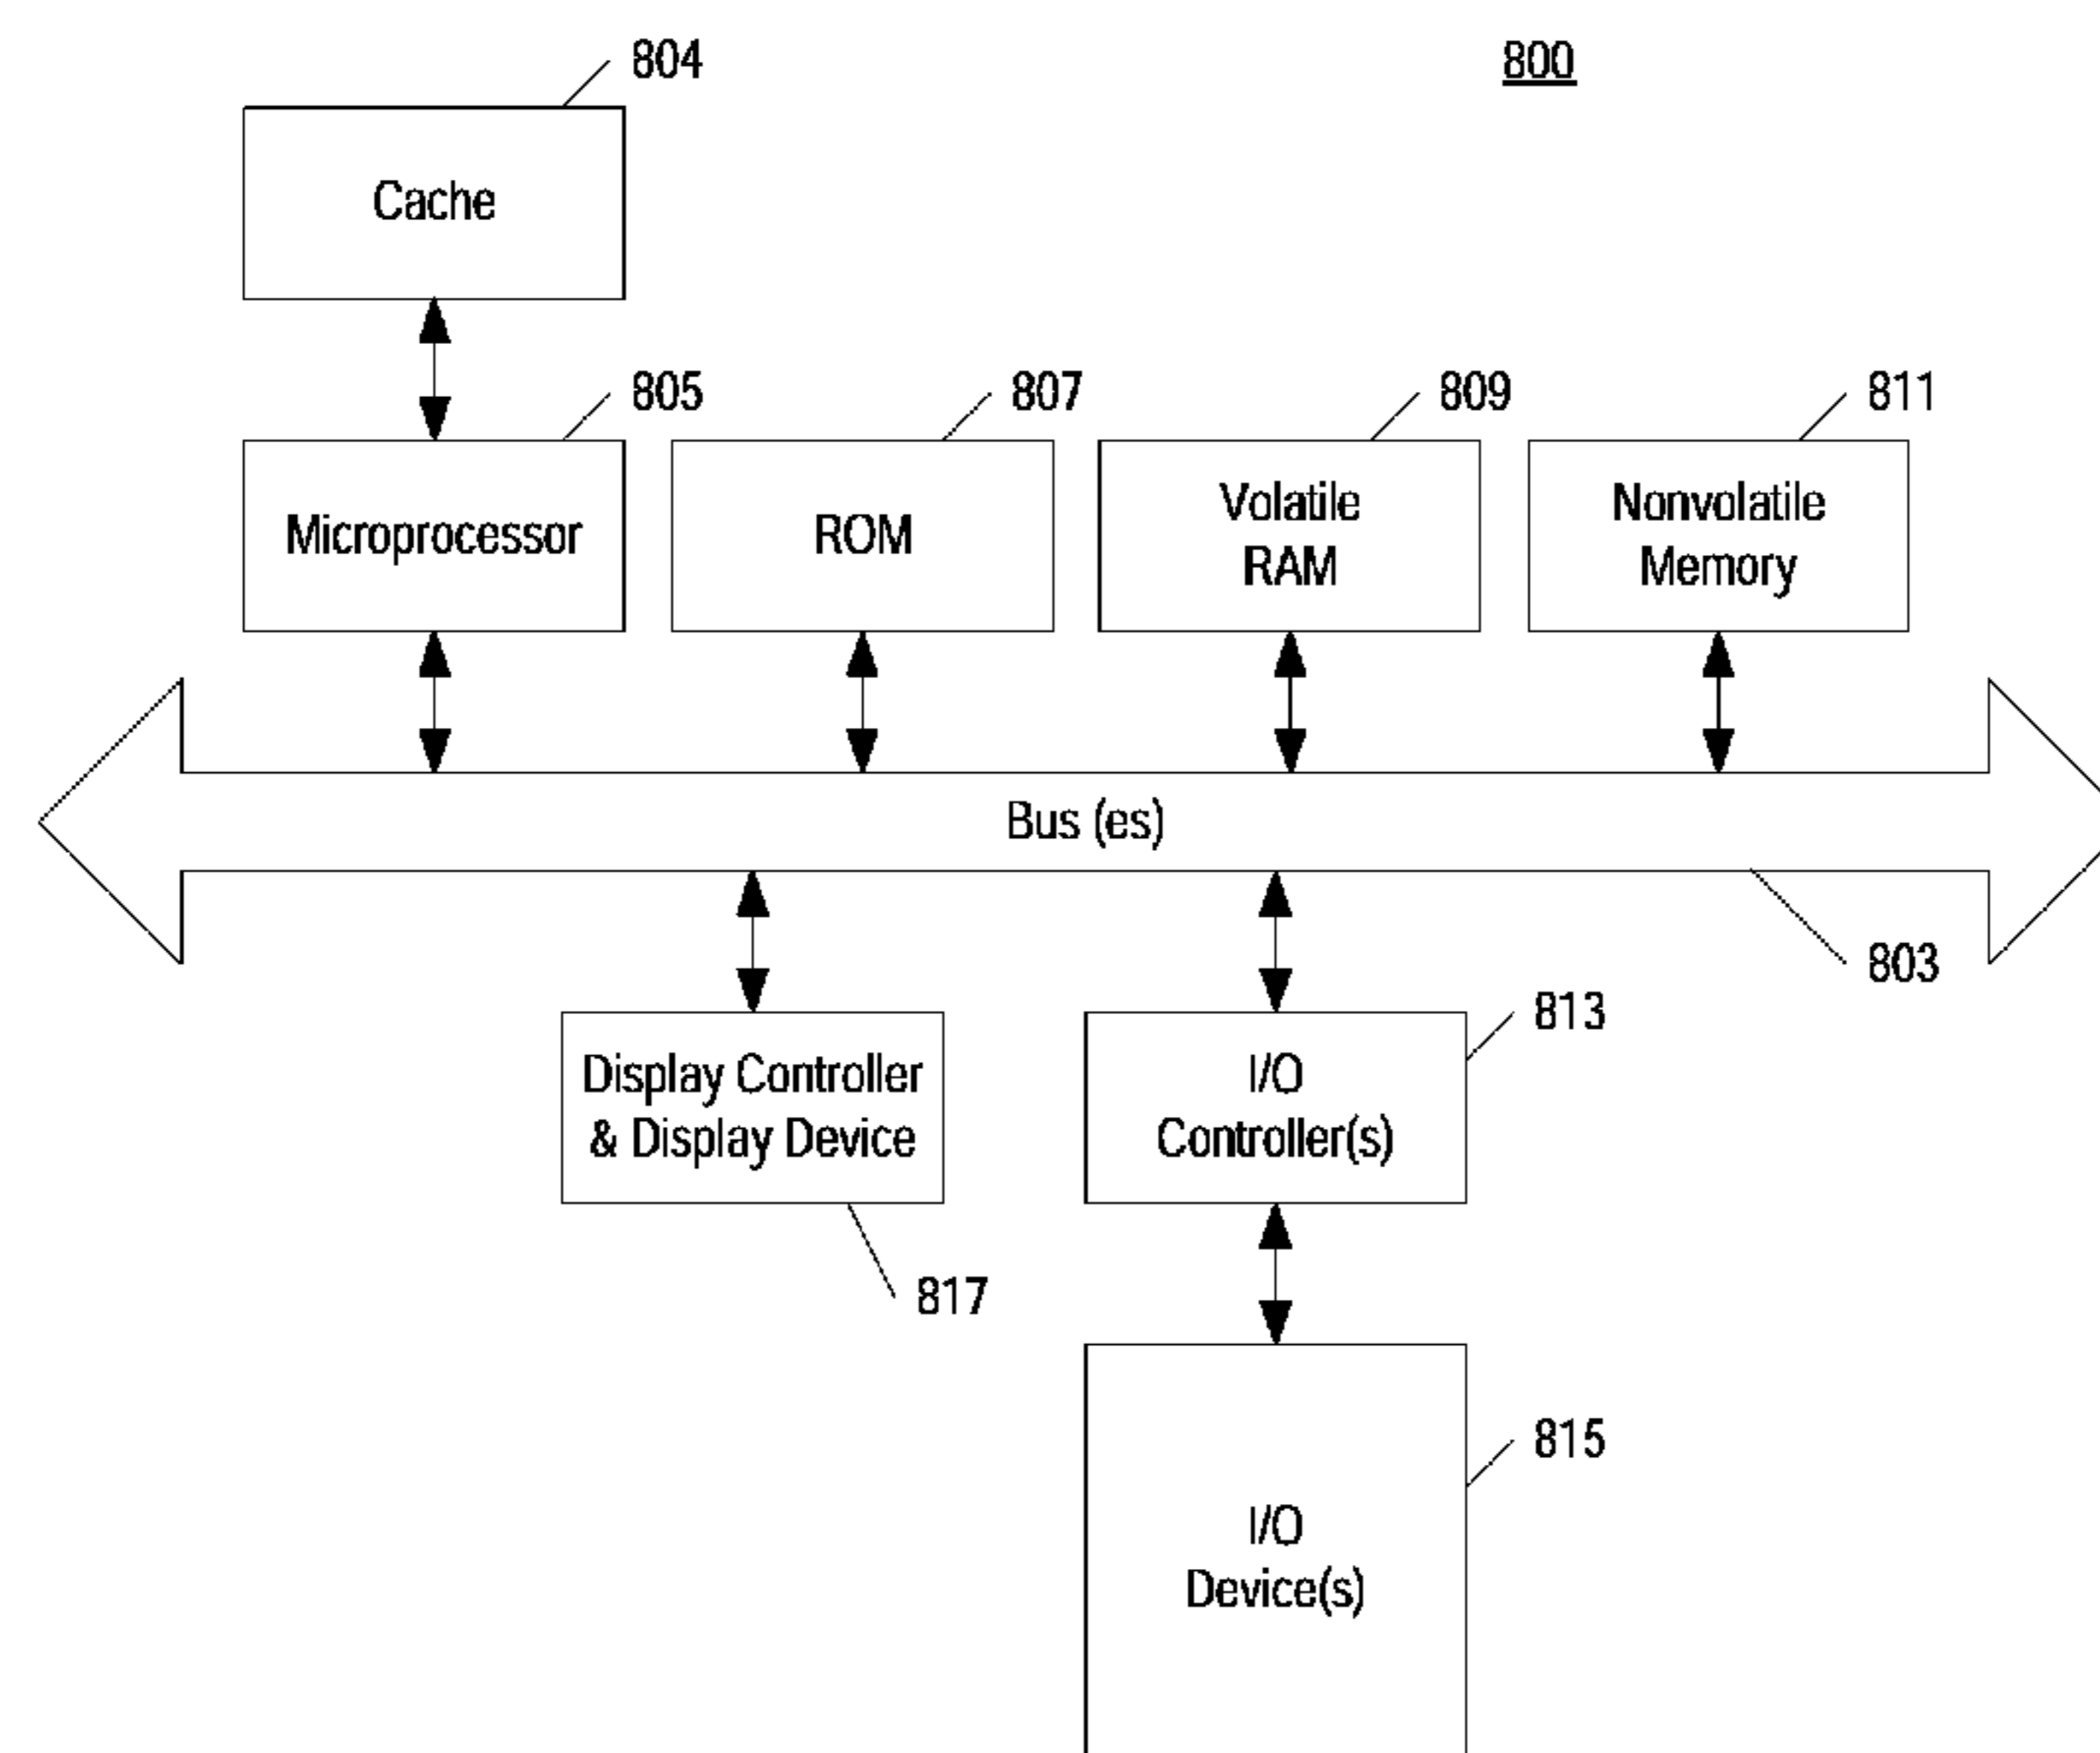 804
800
Cache
805
807
809
811
Microprocessor
ROM
Volatile
RAM
Nonvolatile
Memory
Bus (es)
803
813
Display Controller
& Display Device
I/O
Controller(s)
817
815
I/O
Device(s)